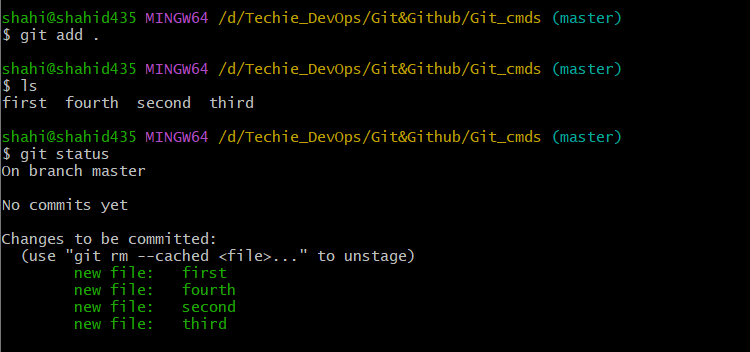 shahi@shahid435 MINGW64 /d/Techie_DevOps/Git&Github/Git_cmds (master)
$ git add .
shahi@shahid435 MINGW64 /d/Techie_DevOps/Git&Github/Git_cmds (master)
$ ls
first  fourth  second  third
shahi@shahid435 MINGW64 /d/Techie_DevOps/Git&Github/Git_cmds (master)
$ git status
On branch master
No commits yet
Changes to be committed:
  (use "git rm --cached <file>..." to unstage)
        new file:   first
        new file:   fourth
        new file:   second
        new file:   third